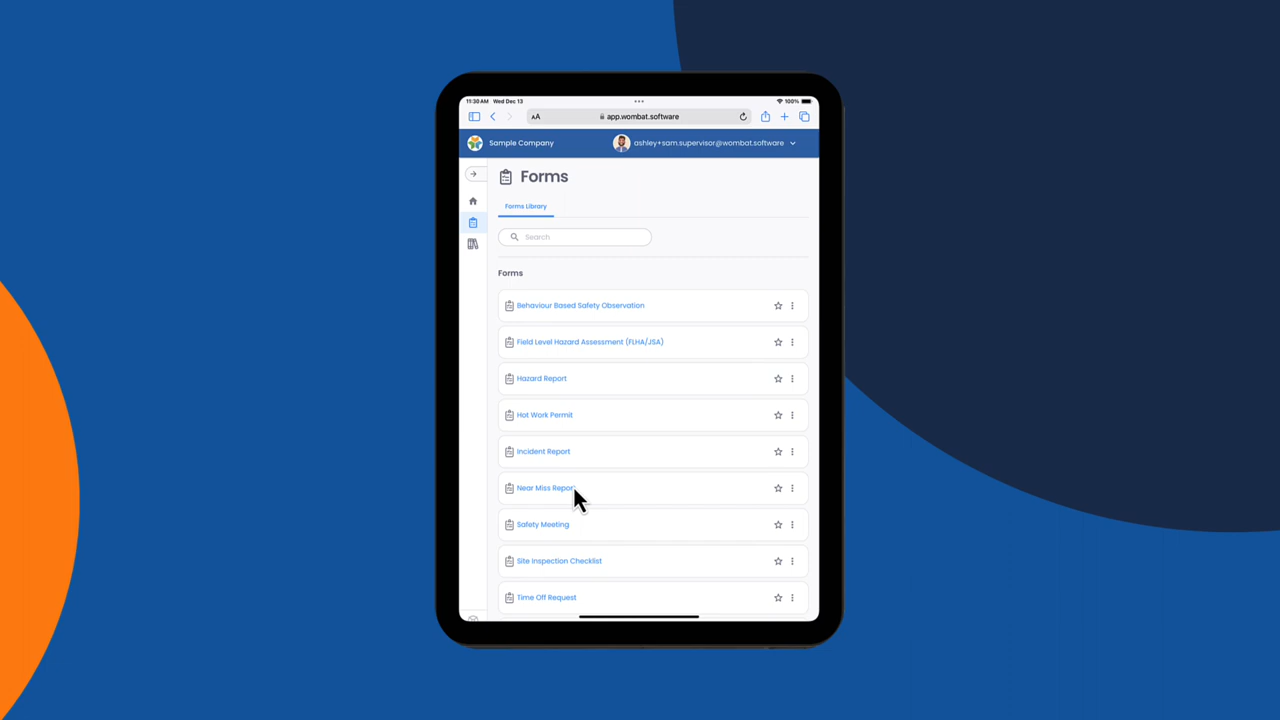 11:30 AM Wed Dec 13
100%
AA
app.wombat.software
Sample Company
ashley+sam.supervisor@wombat.software
Forms
Forms Library
Search
Forms
Behaviour Based Safety Observation
Field Level Hazard Assessment (FLHA/JSA)
Hazard Report
Hot Work Permit
Incident Report
Near Miss Report
Safety Meeting
Site Inspection Checklist
Time Off Request